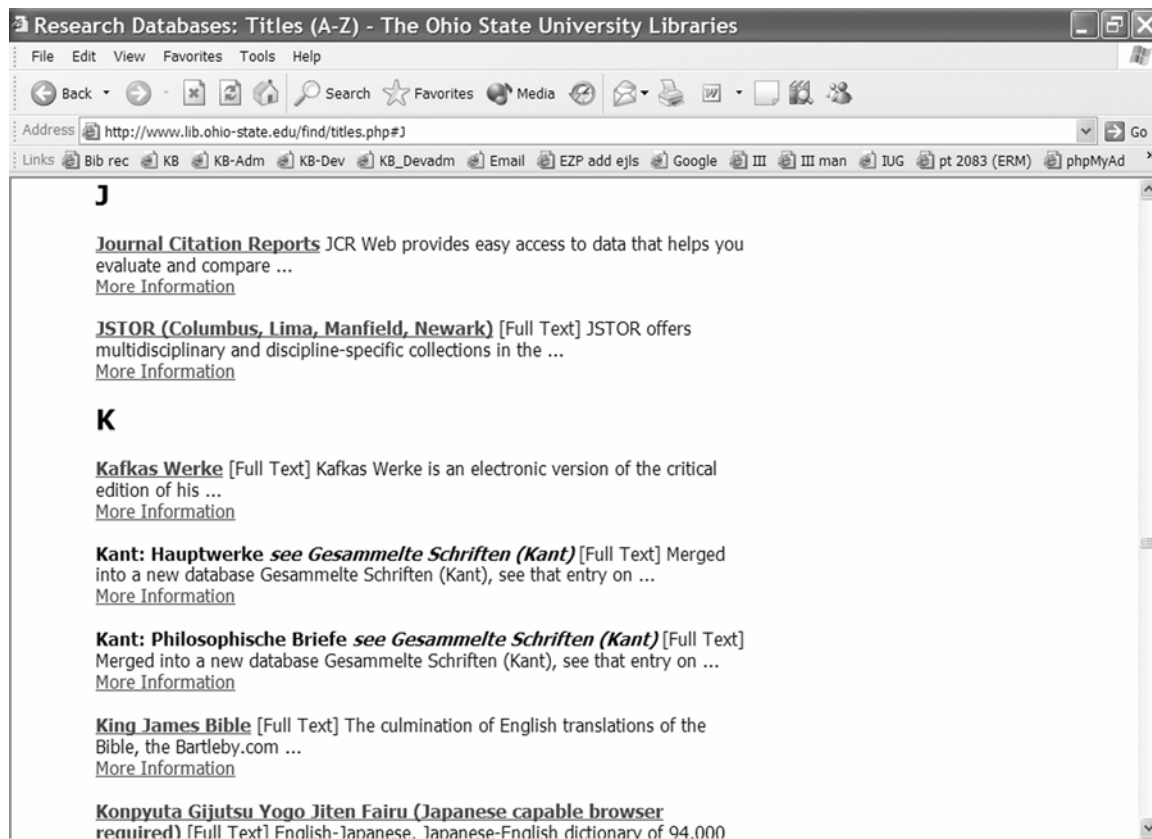 Research Databases: Titles (A-Z) - The Ohio State University Libraries
File Edit View Favorites Tools Help
Back Search Favorites Media W
Address http://www.lib.ohio-state.edu/find/titles.php#J Go
Links Bib rec KB KB-Adm KB-Dev KB_Devadm Email EZP add ejls Google III III man IUG pt 2083 (ERM) phpMyAd
J
Journal Citation Reports JCR Web provides easy access to data that helps you
evaluate and compare ...
More Information
JSTOR (Columbus, Lima, Manfield, Newark) [Full Text] JSTOR offers
multidisciplinary and discipline-specific collections in the ...
More Information
K
Kafkas Werke [Full Text] Kafkas Werke is an electronic version of the critical
edition of his ...
More Information
Kant: Hauptwerke see Gesammelte Schriften (Kant) [Full Text] Merged
into a new database Gesammelte Schriften (Kant), see that entry on ...
More Information
Kant: Philosophische Briefe see Gesammelte Schriften (Kant) [Full Text]
Merged into a new database Gesammelte Schriften (Kant), see that entry on ...
More Information
King James Bible [Full Text] The culmination of English translations of the
Bible, the Bartleby.com ...
More Information
Konpyuta Gijutsu Yogo Jiten Fairu (Japanese capable browser
required) [Full Text] English-Japanese, Japanese-English dictionary of 94,000